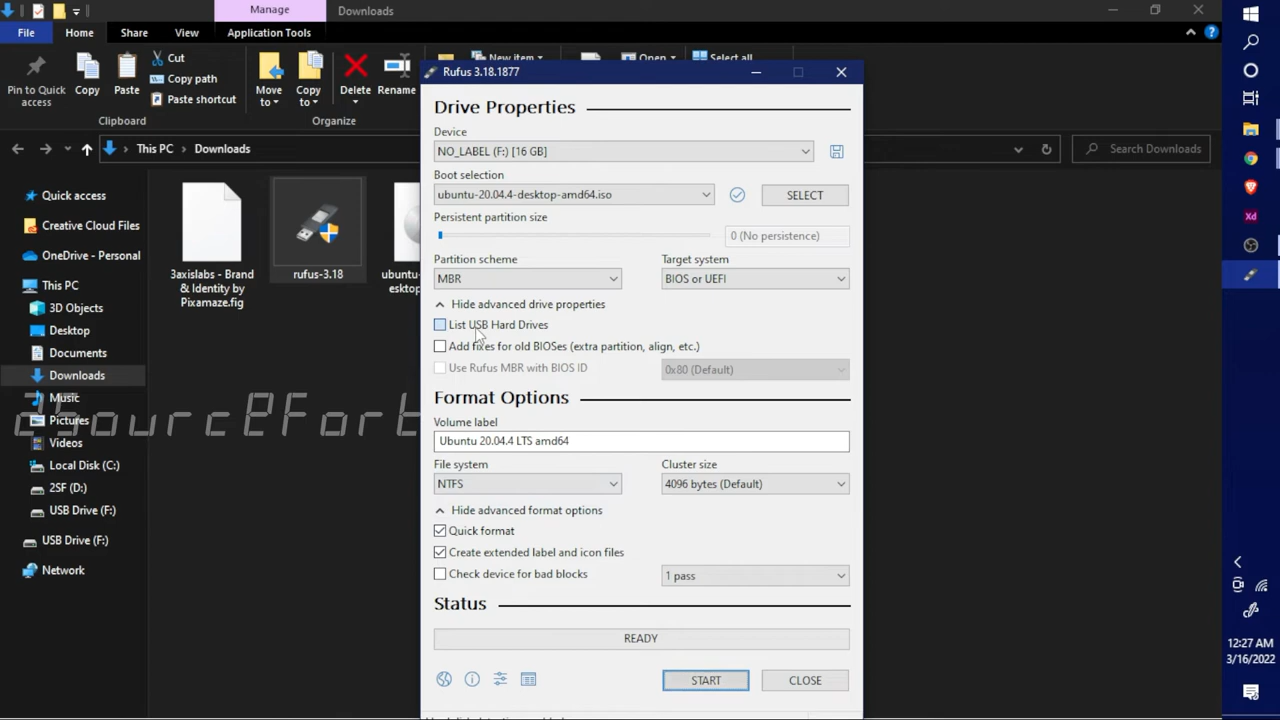 Manage
Downloads
File
Home
Share
View
Application Tools
Pin to Quick access
Copy
Paste
Cut
Copy path
Paste shortcut
Clipboard
Move to
Copy to
Delete
Rename
Organize
New item
Open
Select all
This PC
Downloads
Search Downloads
Quick access
Creative Cloud Files
OneDrive - Personal
This PC
3D Objects
Desktop
Documents
Downloads
Music
Pictures
Videos
Local Disk (C:)
2SF (D:)
USB Drive (F:)
USB Drive (F:)
Network
3axislabs - Brand & Identity by Pixamaze.fig
rufus-3.18
Rufus 3.18.1877
Drive Properties
Device
NO_LABEL (F:) [16 GB]
Boot selection
ubuntu-20.04.4-desktop-amd64.iso
SELECT
Persistent partition size
0 (No persistence)
Partition scheme
Target system
MBR
BIOS or UEFI
Hide advanced drive properties
List USB Hard Drives
Add fixes for old BIOSes (extra partition, align, etc.)
Use Rufus MBR with BIOS ID
0x80 (Default)
Format Options
Volume label
Ubuntu 20.04.4 LTS amd64
File system
Cluster size
NTFS
4096 bytes (Default)
Hide advanced format options
Quick format
Create extended label and icon files
Check device for bad blocks
1 pass
Status
READY
START
CLOSE
Xd
12:27 AM
3/16/2022